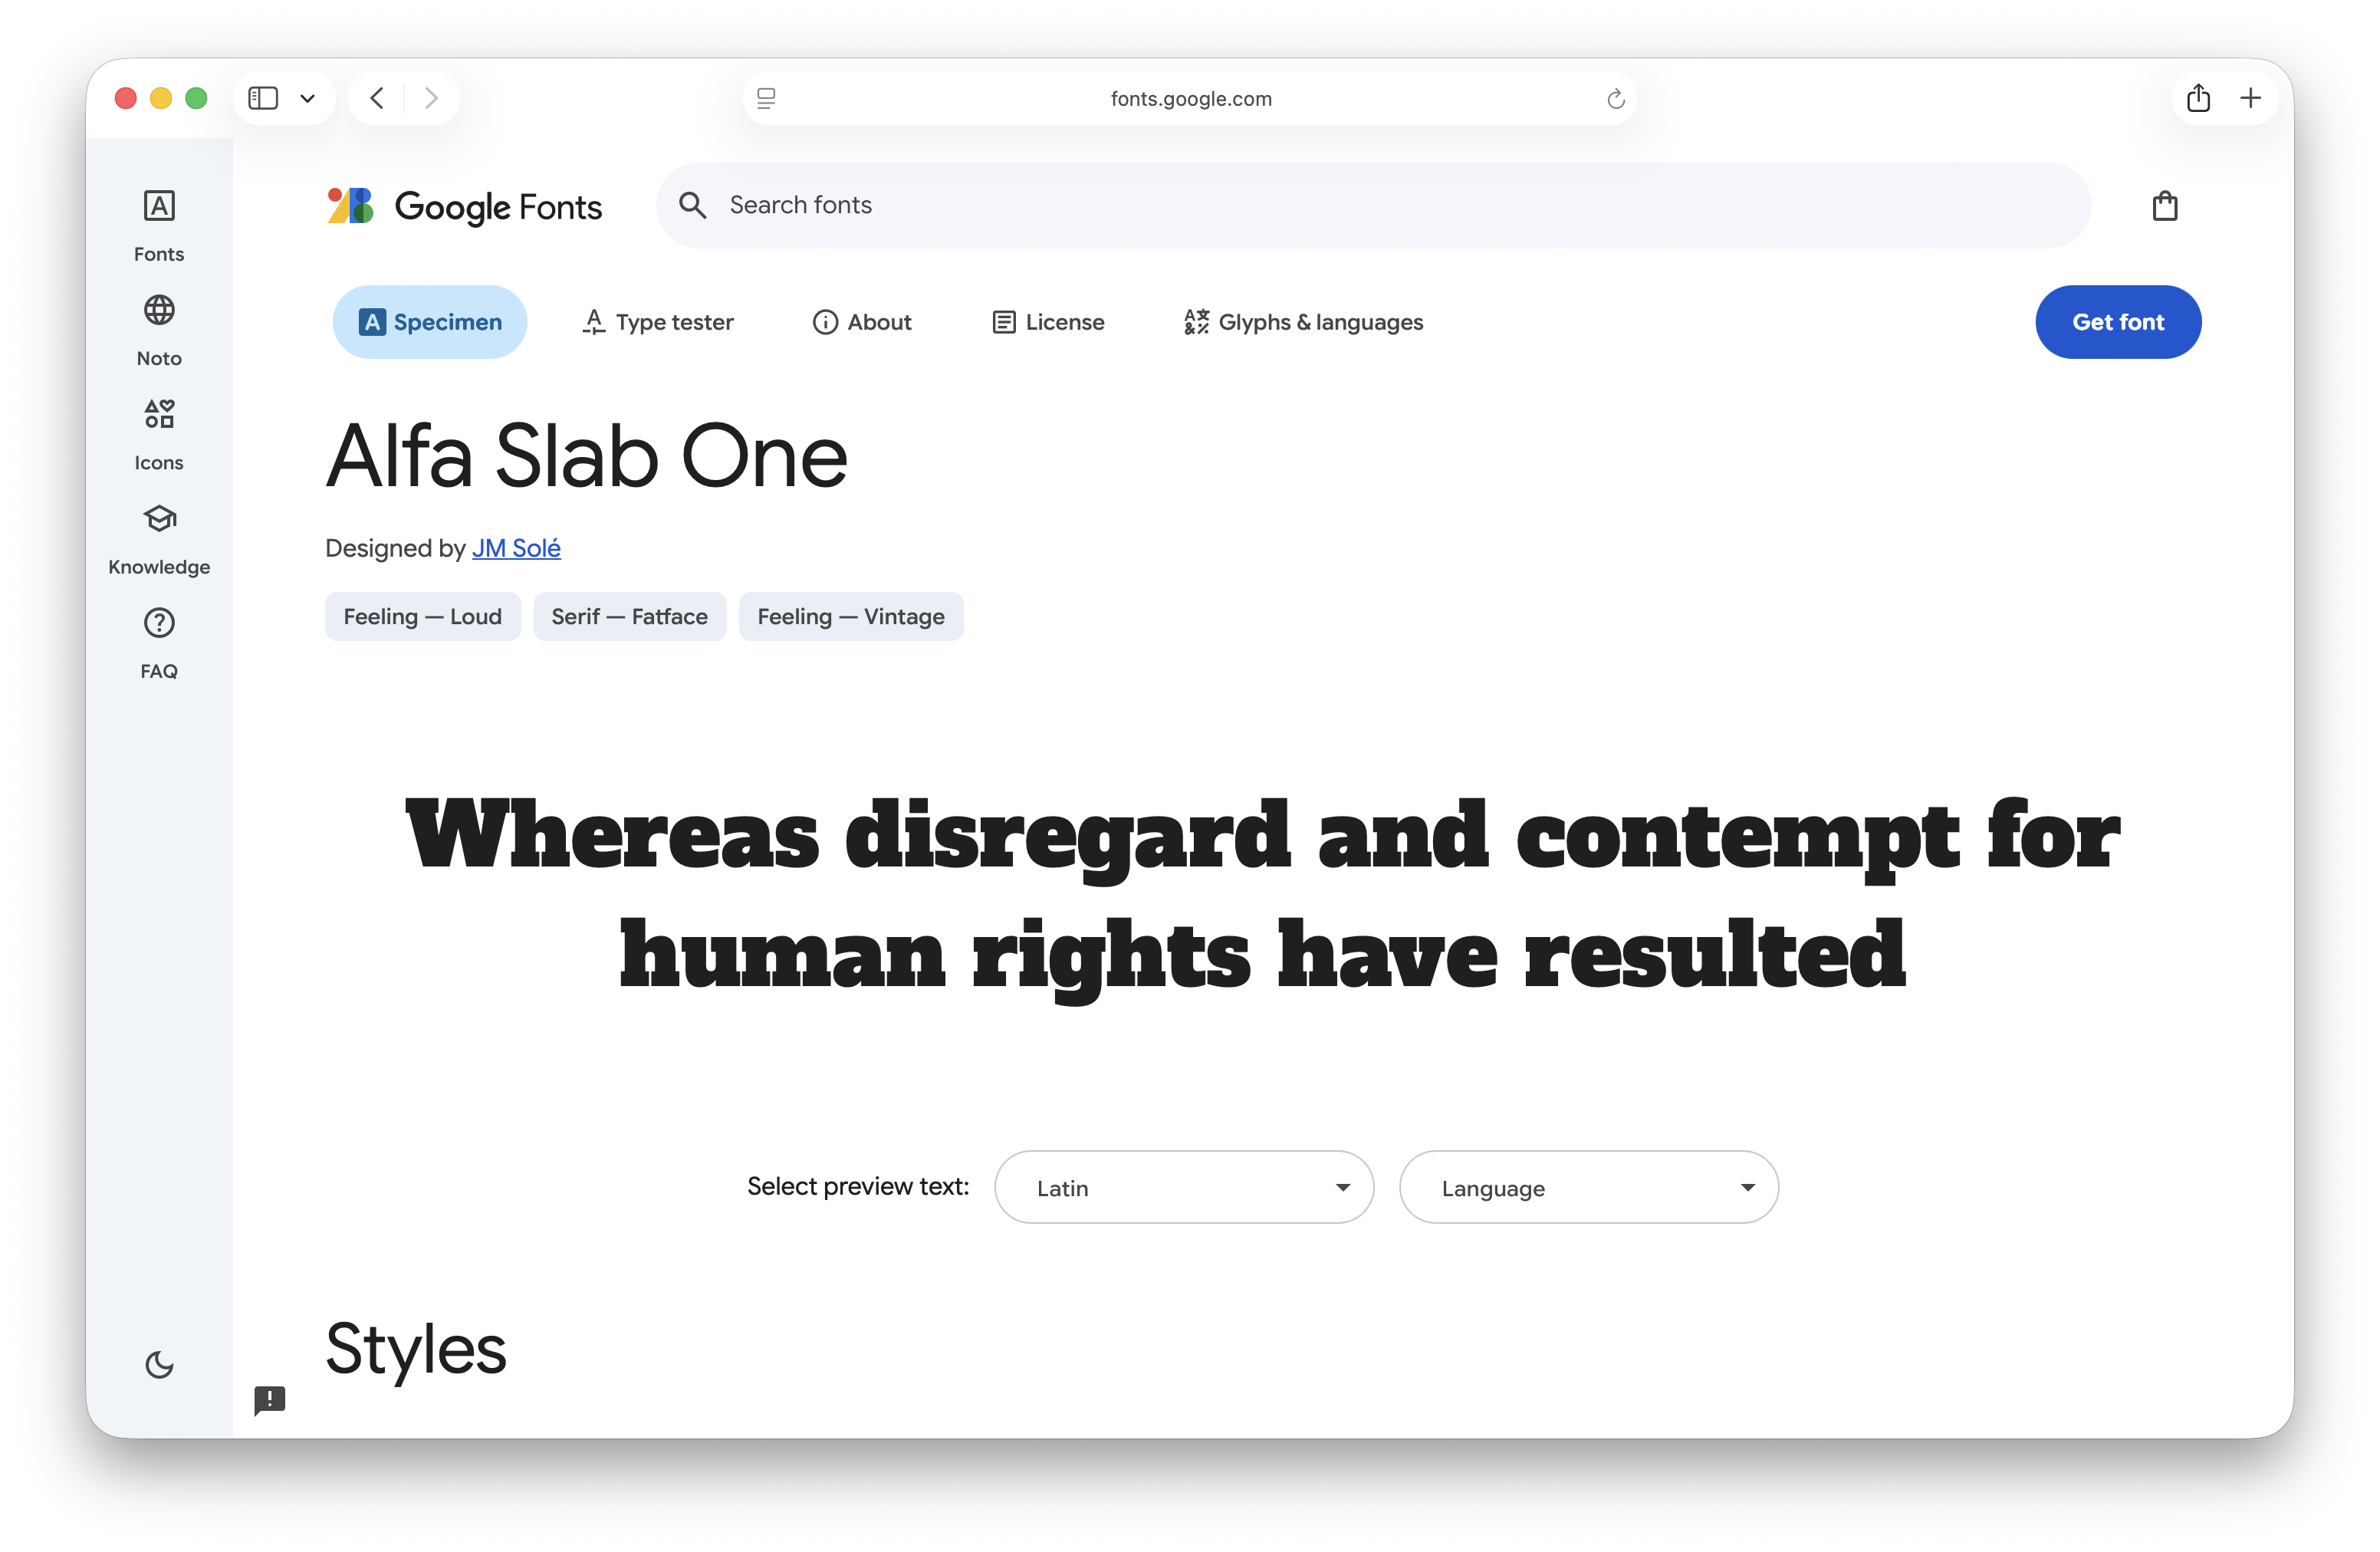 fonts.google.com
Fonts
Noto
Icons
Knowledge
FAQ
Google Fonts
Search fonts
Specimen
Type tester
About
License
Glyphs & languages
Get font
Alfa Slab One
Designed by JM Solé
Feeling — Loud
Serif — Fatface
Feeling — Vintage
Whereas disregard and contempt for
human rights have resulted
Select preview text:
Latin
Language
Styles